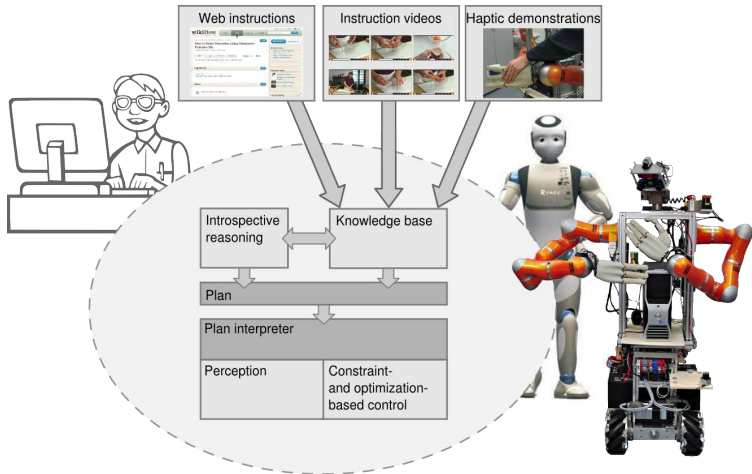 Web instructions
Instruction videos
Haptic demonstrations
wikiHow
Introspective
reasoning
Knowledge base
Plan
Plan interpreter
Perception
Constraint-
and optimization-
based control